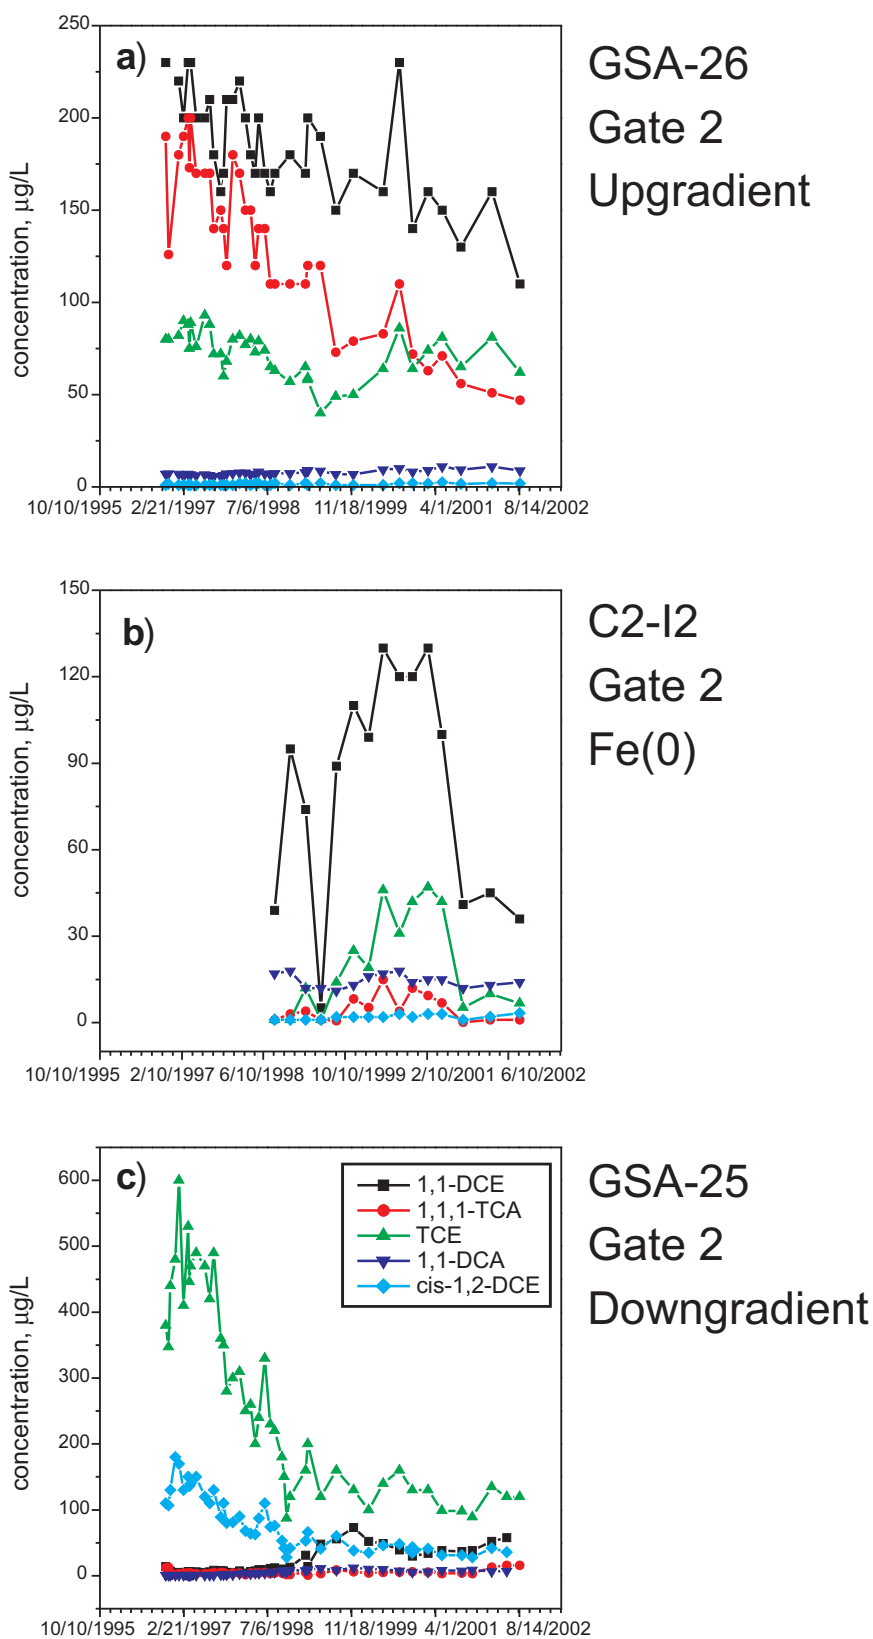 a)
GSA-26
Gate 2
Upgradient
concentration, μg/L
250
200
150
100
50
0
10/10/1995 2/21/1997 7/6/1998 11/18/1999 4/1/2001 8/14/2002
b)
C2-I2
Gate 2
Fe(0)
concentration, μg/L
150
120
90
60
30
0
10/10/1995 2/10/1997 6/10/1998 10/10/1999 2/10/2001 6/10/2002
c)
GSA-25
Gate 2
Downgradient
1,1-DCE
1,1,1-TCA
TCE
1,1-DCA
cis-1,2-DCE
concentration, μg/L
600
500
400
300
200
100
0
10/10/1995 2/21/1997 7/6/1998 11/18/1999 4/1/2001 8/14/2002